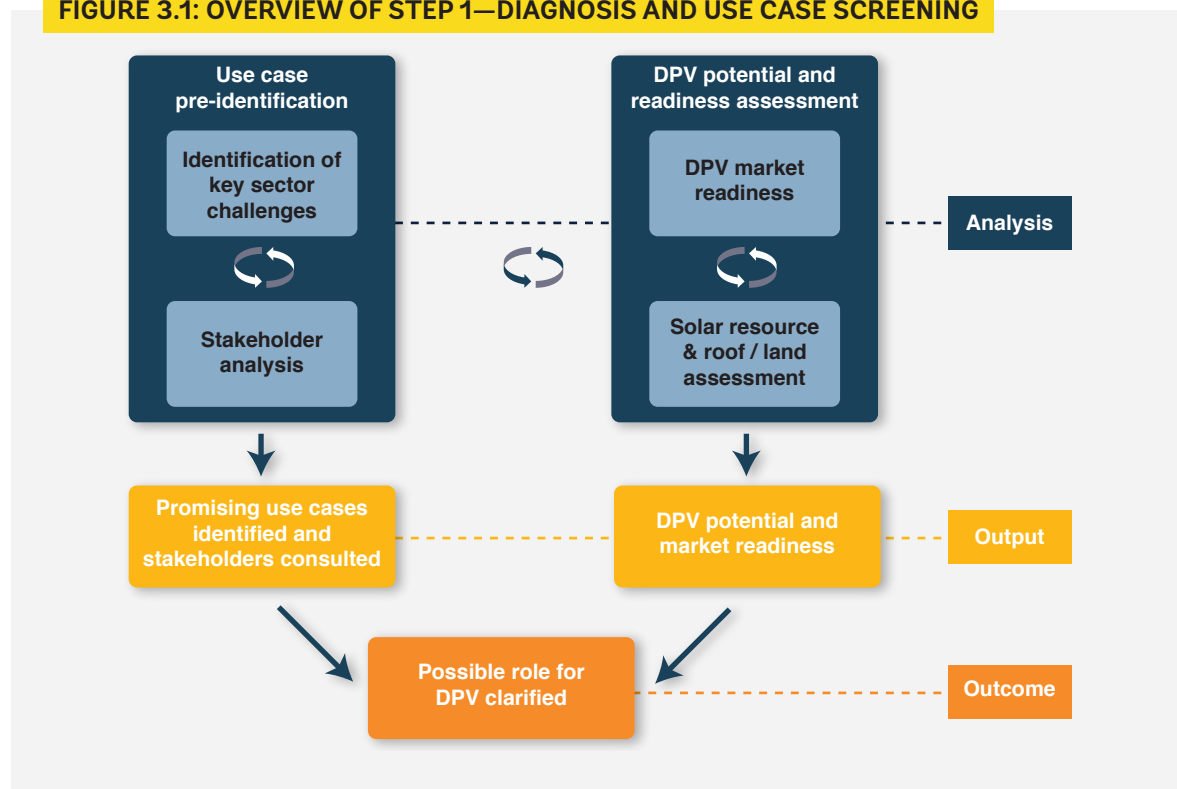 FIGURE 3.1: OVERVIEW OF STEP 1—DIAGNOSIS AND USE CASE SCREENING
Use case
pre-identification
Identification of
key sector
challenges
Stakeholder
analysis
DPV potential and
readiness assessment
DPV market
readiness
Solar resource
& roof / land
assessment
Analysis
Promising use cases
identified and
stakeholders consulted
DPV potential and
market readiness
Output
Possible role for
DPV clarified
Outcome